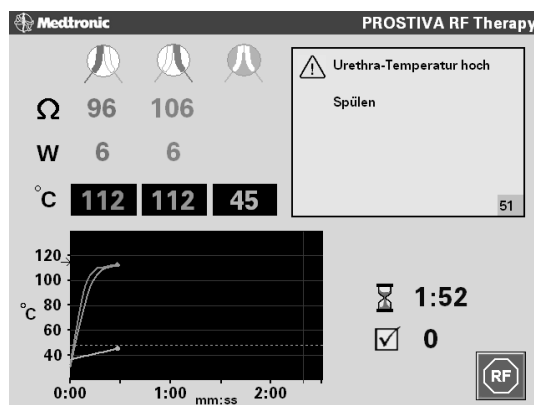 Medtronic
PROSTIVA RF Therapy
Urethra-Temperatur hoch
Spülen
51
Ω 96 106
W 6 6
°C 112 112 45
120
100
80
°C
60
40
0:00 1:00 2:00
mm:ss
1:52
0
RF